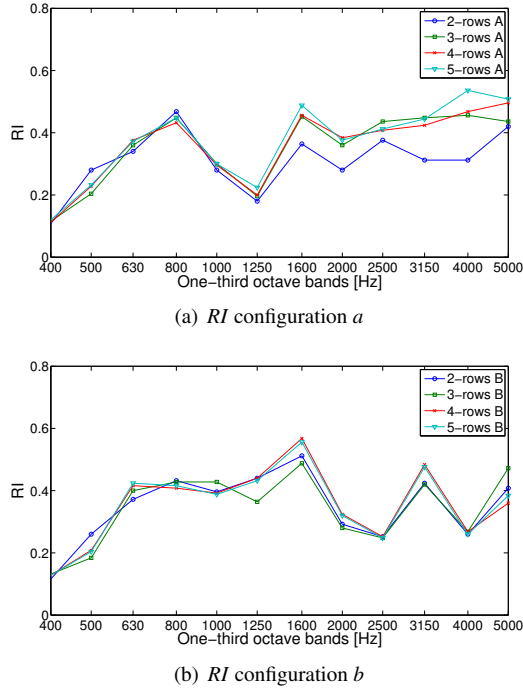 0.8
0.6
0.4
0.2
0
RI
2-rows A
3-rows A
4-rows A
5-rows A
400 500 630 800 1000 1250 1600 2000 2500 3150 4000 5000
One-third octave bands [Hz]
(a) RI configuration a
0.8
0.6
0.4
0.2
0
RI
2-rows B
3-rows B
4-rows B
5-rows B
400 500 630 800 1000 1250 1600 2000 2500 3150 4000 5000
One-third octave bands [Hz]
(b) RI configuration b